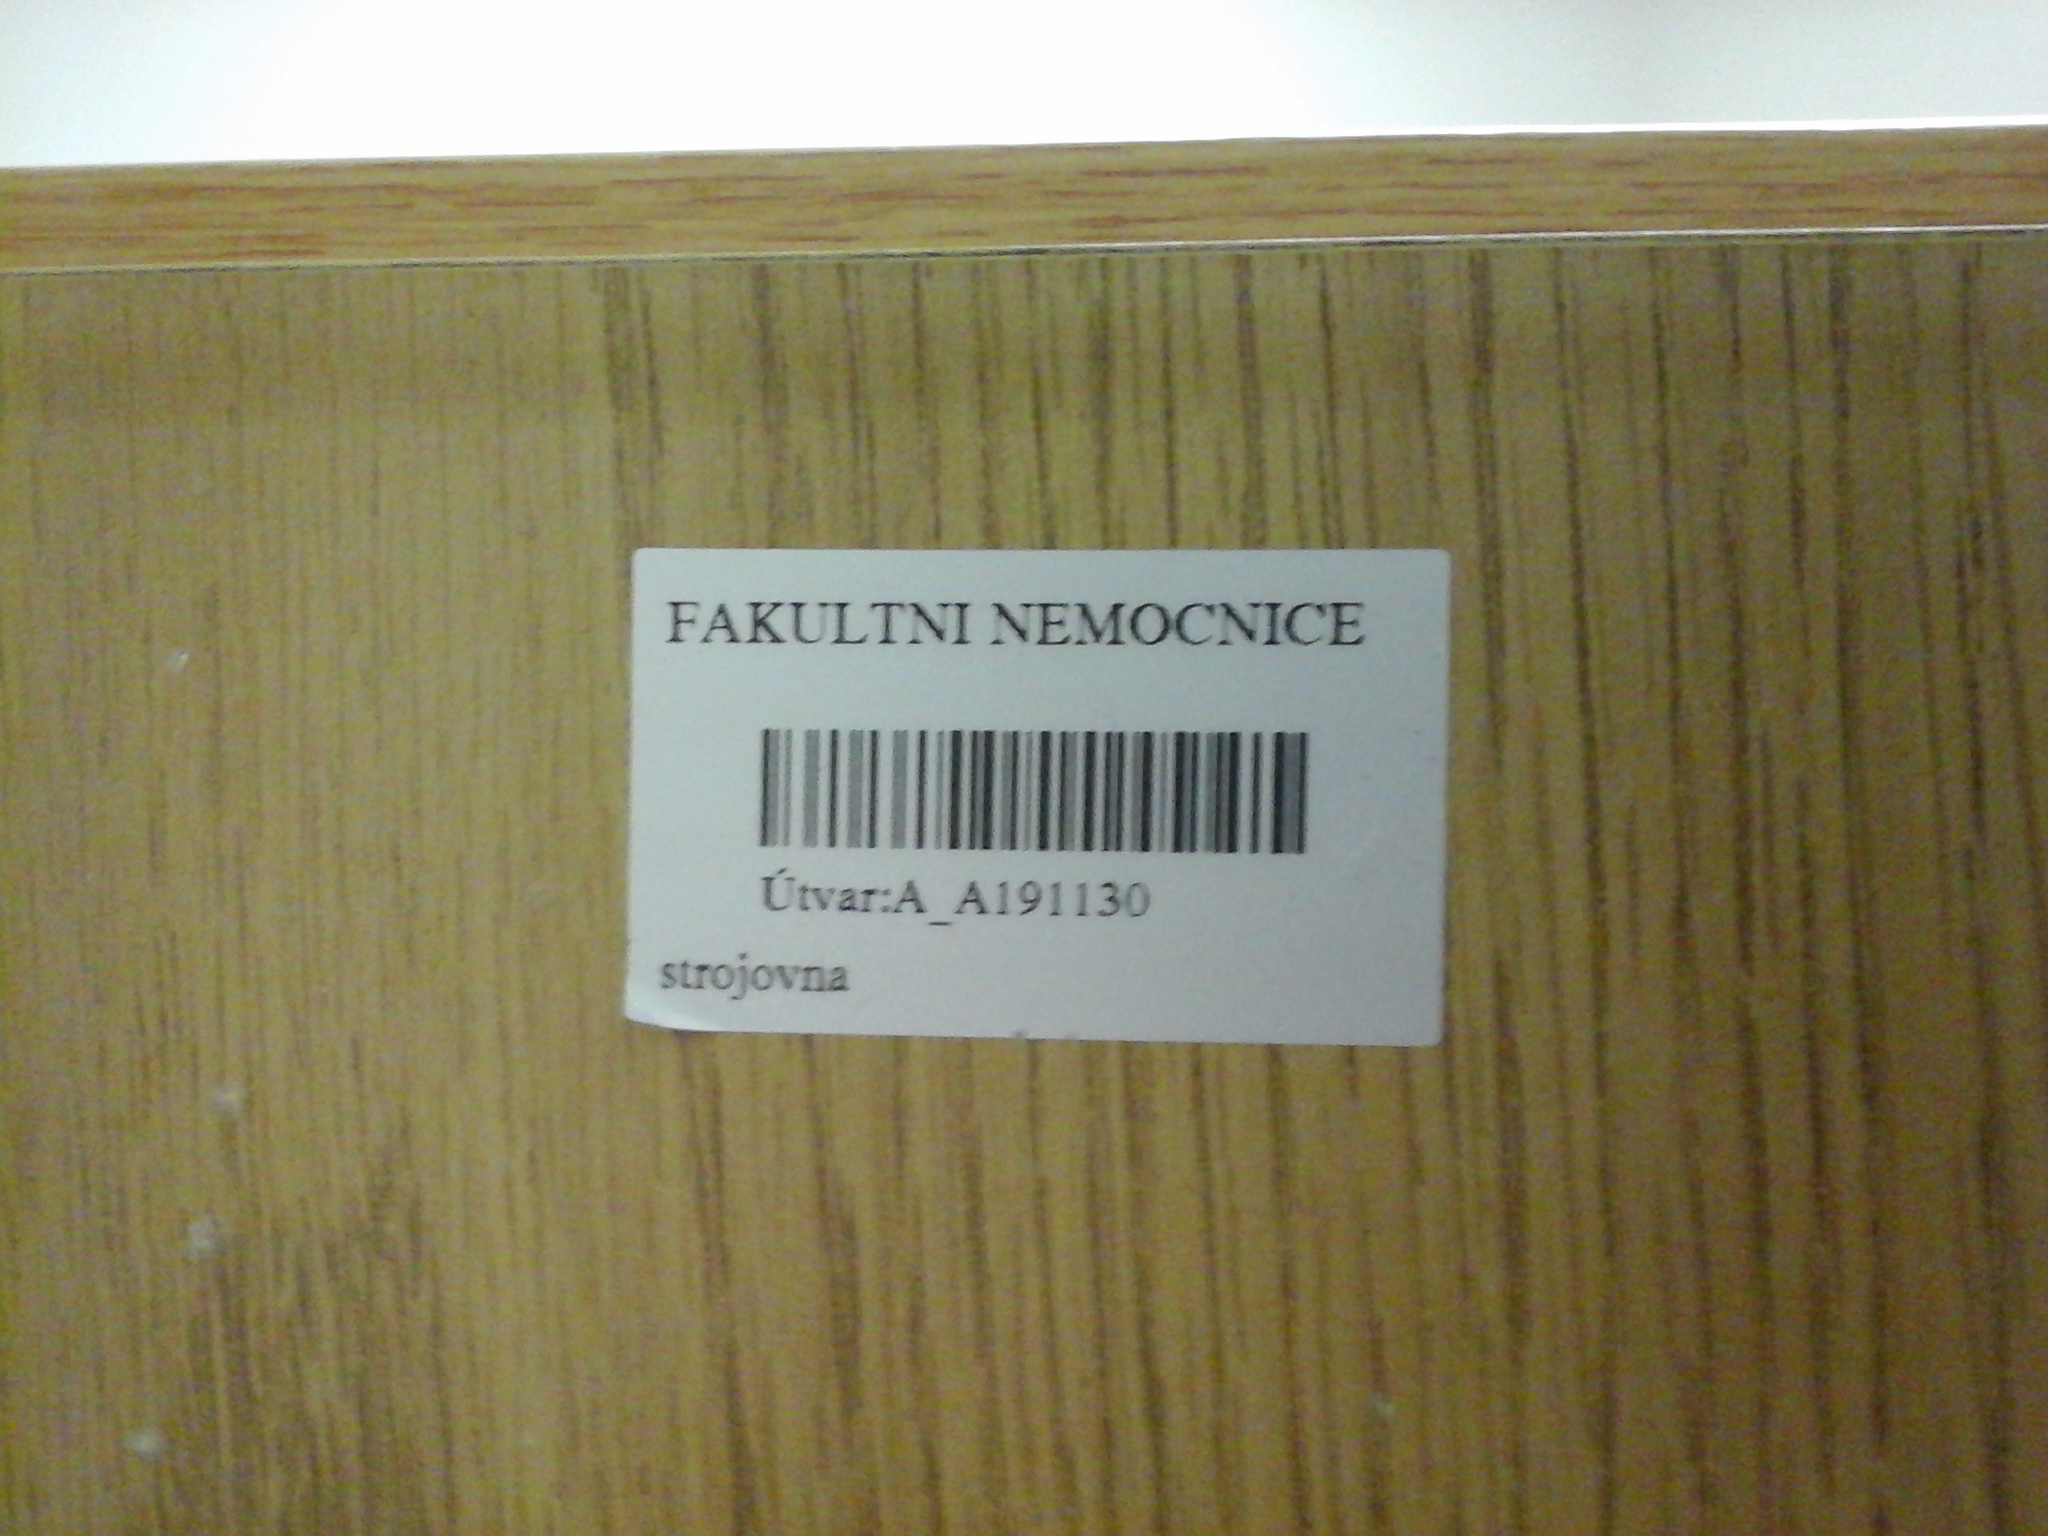 FAKULTNI NEMOCNICE
Útvar:A_A191130
strojovna